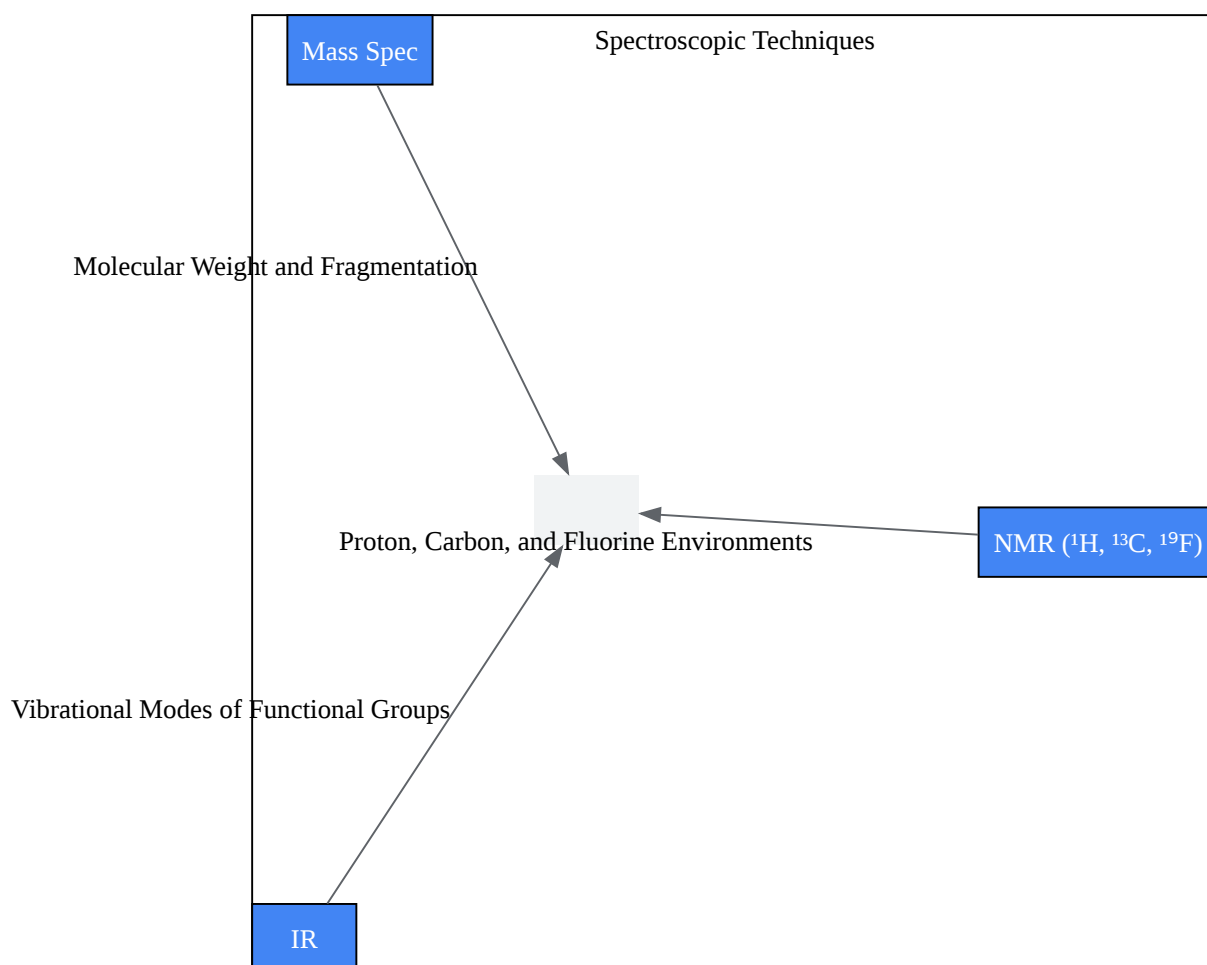 Spectroscopic Techniques
Mass Spec
Molecular Weight and Fragmentation
Proton, Carbon, and Fluorine Environments
NMR (¹H, ¹³C, ¹⁹F)
Vibrational Modes of Functional Groups
IR